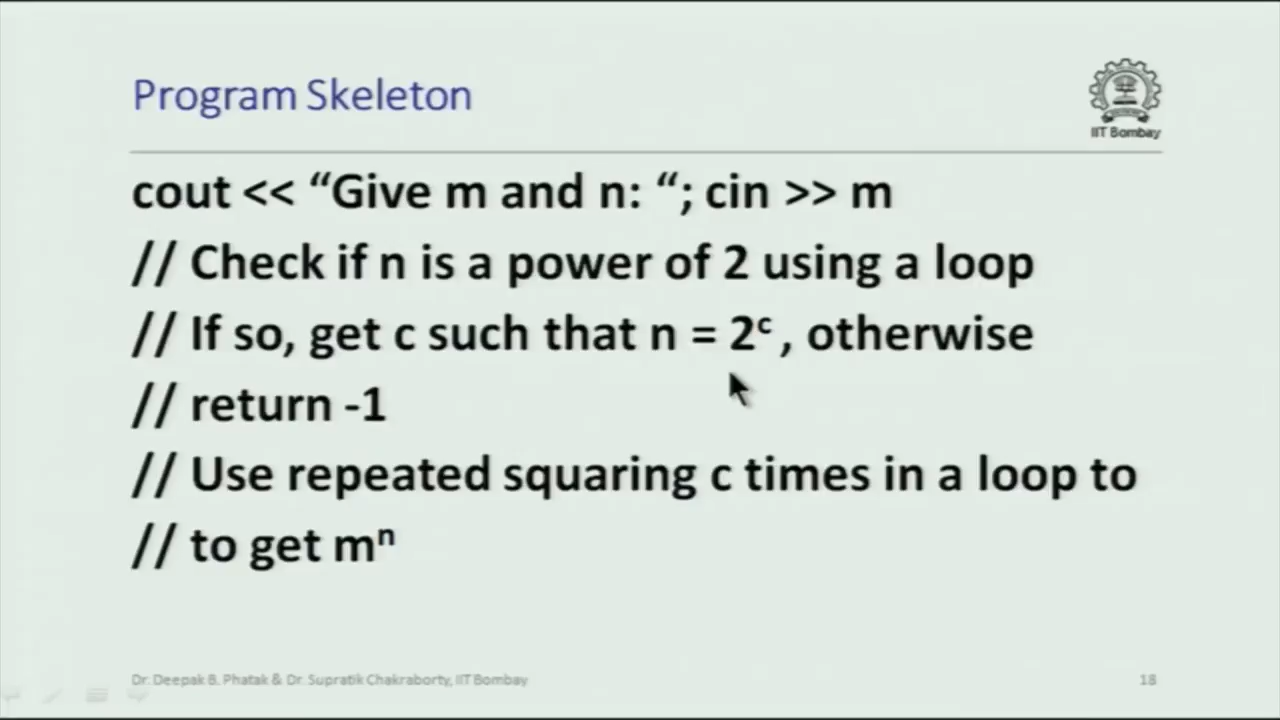 Program Skeleton
IIT Bombay
cout << “Give m and n: “; cin >> m
// Check if n is a power of 2 using a loop
// If so, get c such that n = 2ᶜ , otherwise
// return -1
// Use repeated squaring c times in a loop to
// to get mⁿ
Dr. Deepak B. Phatak & Dr. Supratik Chakraborty, IIT Bombay
18